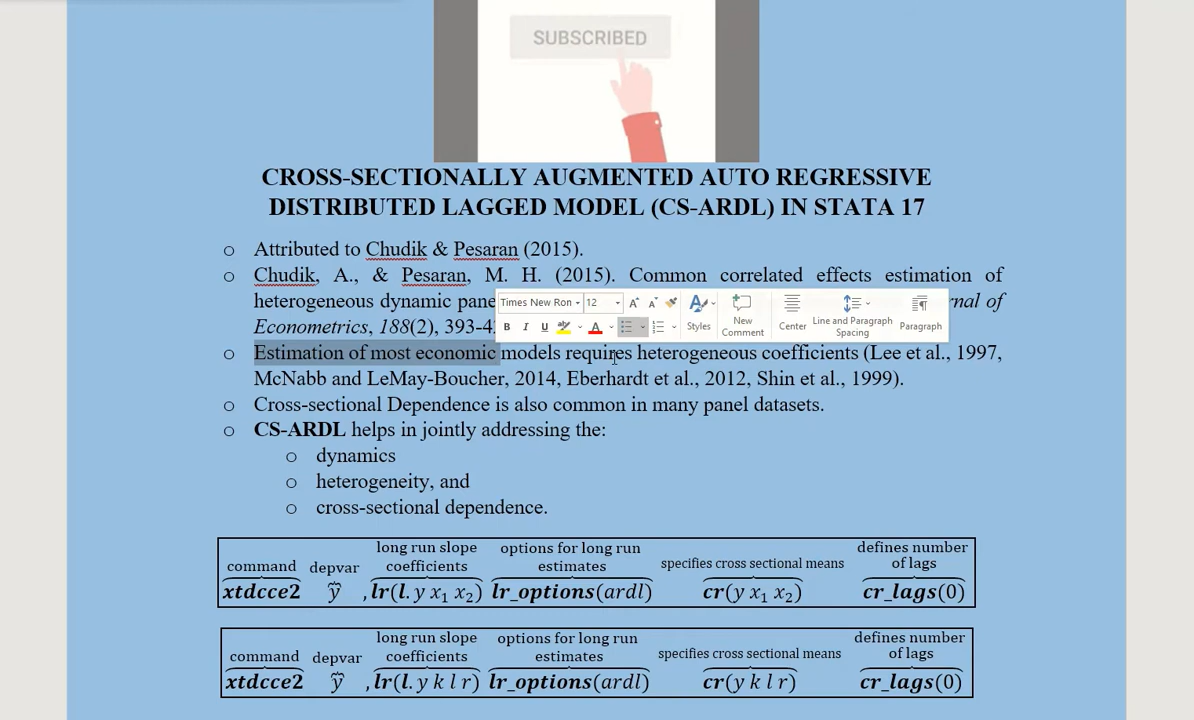 SUBSCRIBED
CROSS-SECTIONALLY AUGMENTED AUTO REGRESSIVE
DISTRIBUTED LAGGED MODEL (CS-ARDL) IN STATA 17
o Attributed to Chudik & Pesaran (2015).
o Chudik, A., & Pesaran, M. H. (2015). Common correlated effects estimation of
heterogeneous dynamic pane
Times New Ron 12 A A Styles New Comment Center Line and Paragraph Spacing Paragraph
rnal of
B I U ab A
Econometrics, 188(2), 393-4
o Estimation of most economic models requires heterogeneous coefficients (Lee et al., 1997,
McNabb and LeMay-Boucher, 2014, Eberhardt et al., 2012, Shin et al., 1999).
o Cross-sectional Dependence is also common in many panel datasets.
o CS-ARDL helps in jointly addressing the:
o dynamics
o heterogeneity, and
o cross-sectional dependence.
long run slope options for long run defines number
command depvar coefficients estimates specifies cross sectional means of lags
xtdcce2 y , lr(l. y x1 x2) lr_options(ardl) cr(y x1 x2) cr_lags(0)
long run slope options for long run defines number
command depvar coefficients estimates specifies cross sectional means of lags
xtdcce2 y , lr(l. y k l r) lr_options(ardl) cr(y k l r) cr_lags(0)